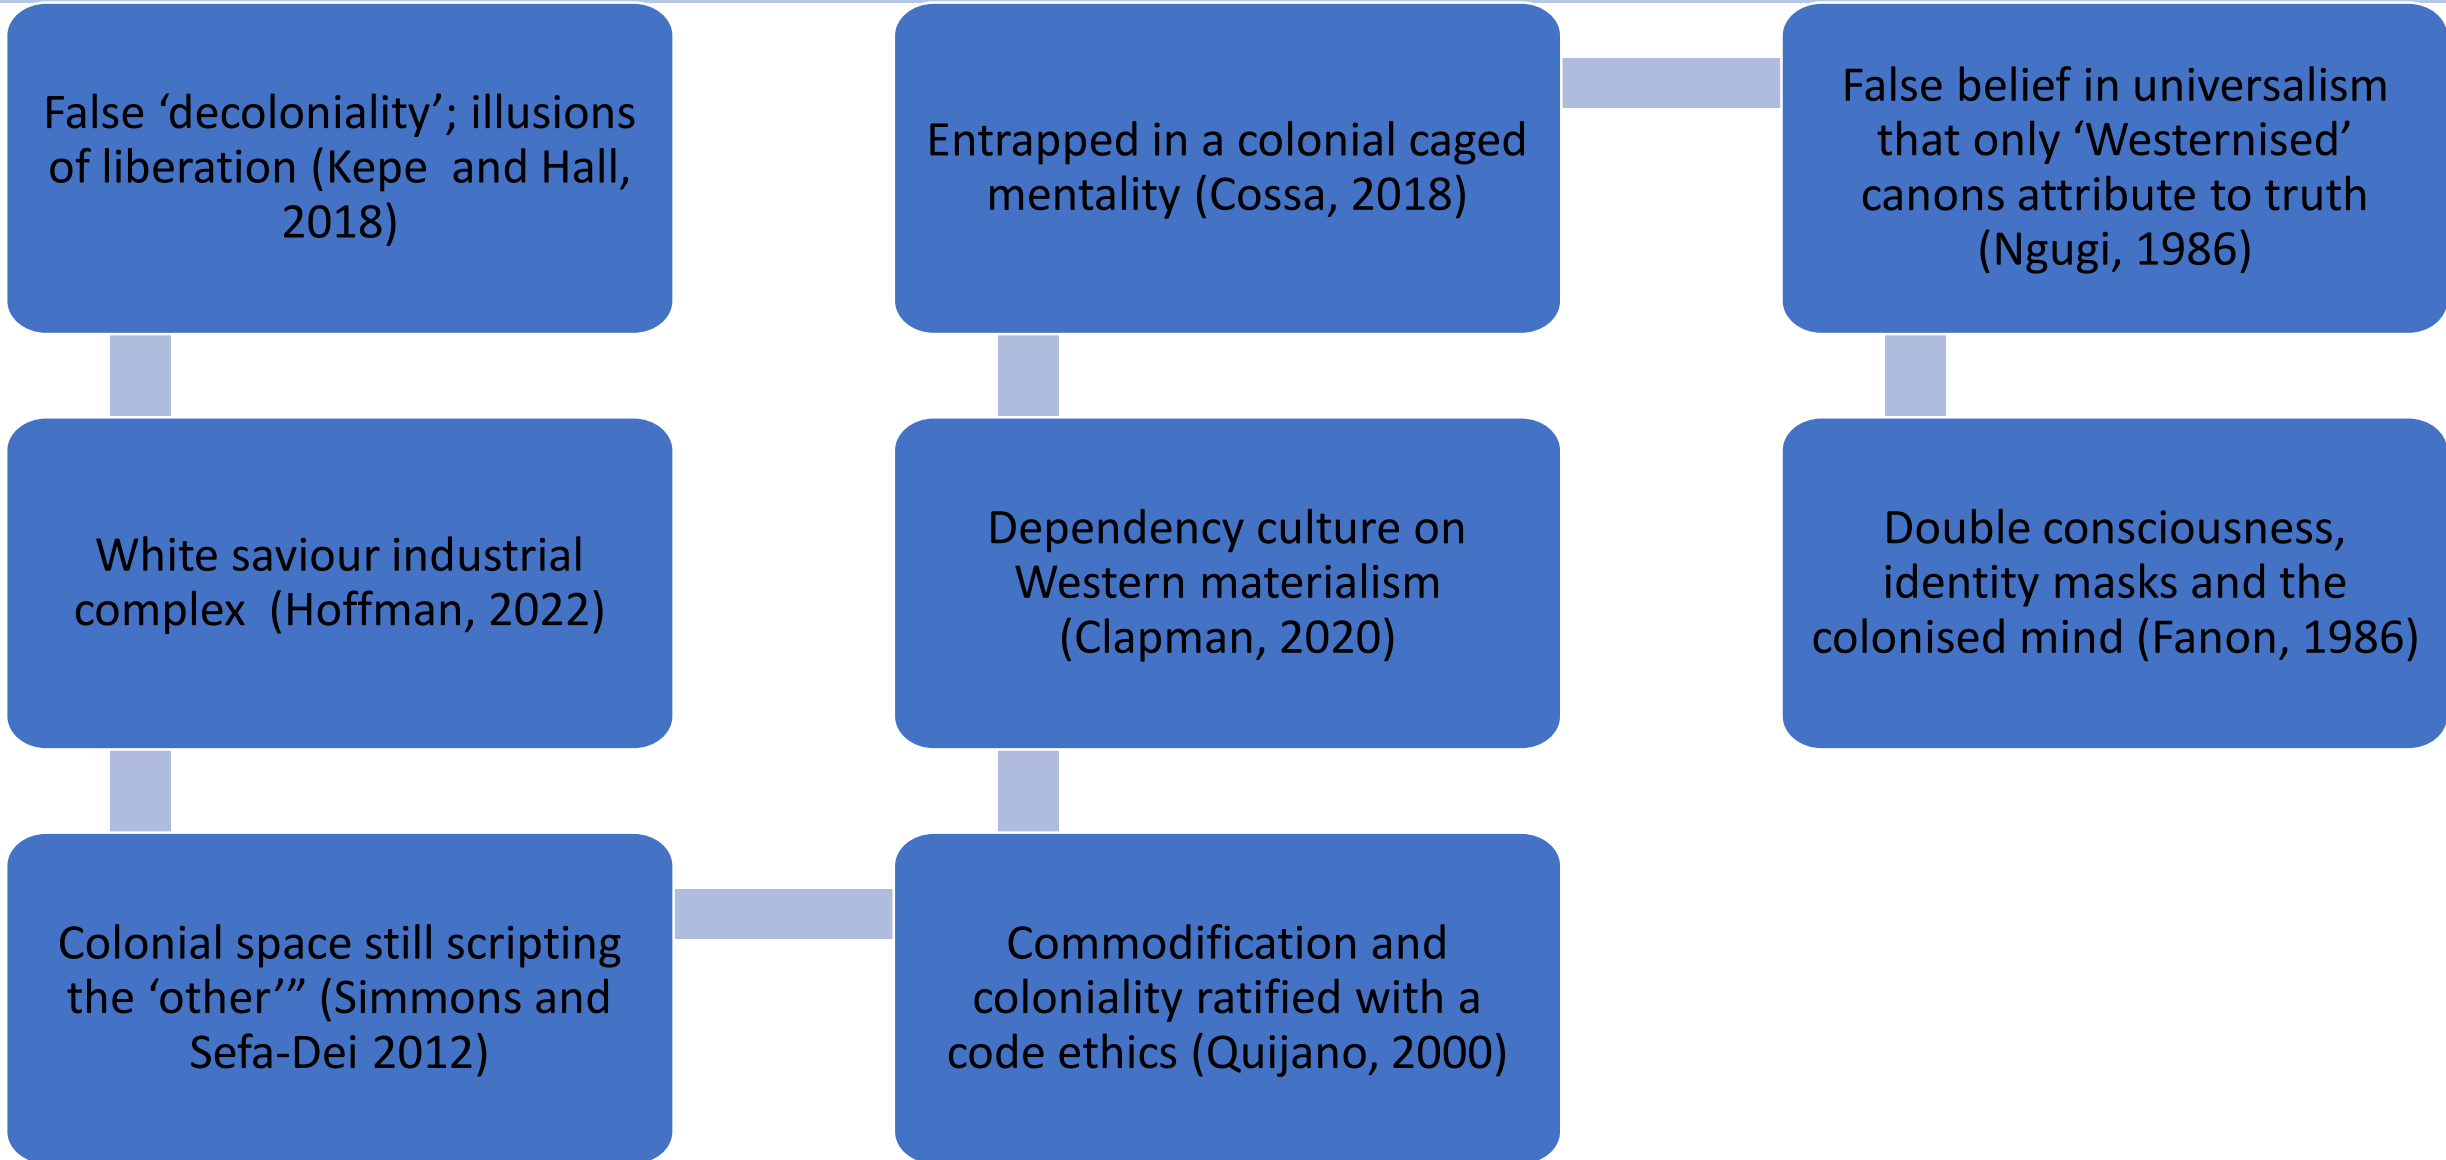 False ‘decoloniality’; illusions
of liberation (Kepe  and Hall,
2018)
White saviour industrial
complex  (Hoffman, 2022)
Colonial space still scripting
the ‘other’” (Simmons and
Sefa-Dei 2012)
Commodification and
coloniality ratified with a
code ethics (Quijano, 2000)
Dependency culture on
Western materialism
(Clapman, 2020)
Entrapped in a colonial caged
mentality (Cossa, 2018)
False belief in universalism
that only ‘Westernised’
canons attribute to truth
(Ngugi, 1986)
Double consciousness,
identity masks and the
colonised mind (Fanon, 1986)